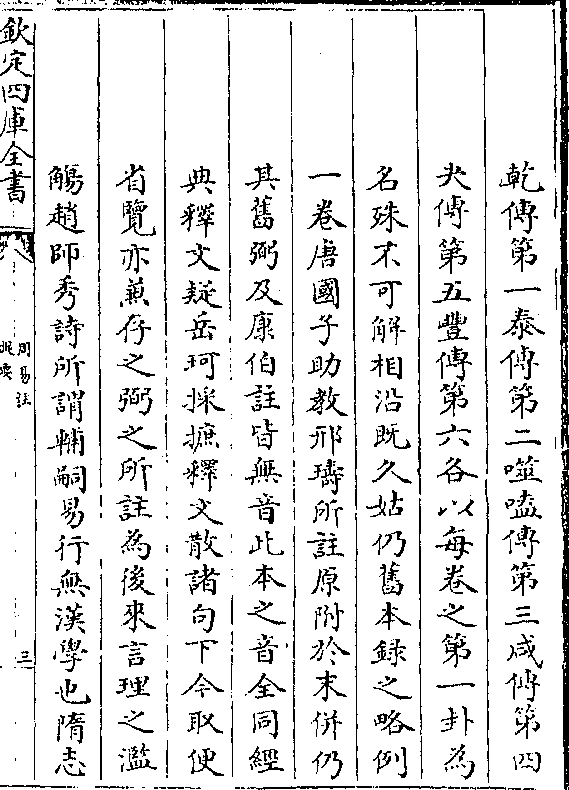 乾傳第一泰傳第二噬嗑傳第三咸傳第四
夬傳第五豐傳第六各以每卷之第一卦為
名殊不可解相沿既久姑仍舊本錄之略例
一卷唐國子助教邢璹所註原附於末併仍
其舊弼及康伯註皆無音此本之音全同經
典釋文疑岳珂採摭釋文散諸句下今取便
省覽亦蒹存之弼之所註為後來言理之濫
觴趙師秀詩所謂輔嗣易行無漢學也隋志
欽定四庫全書
周易註
提要
三